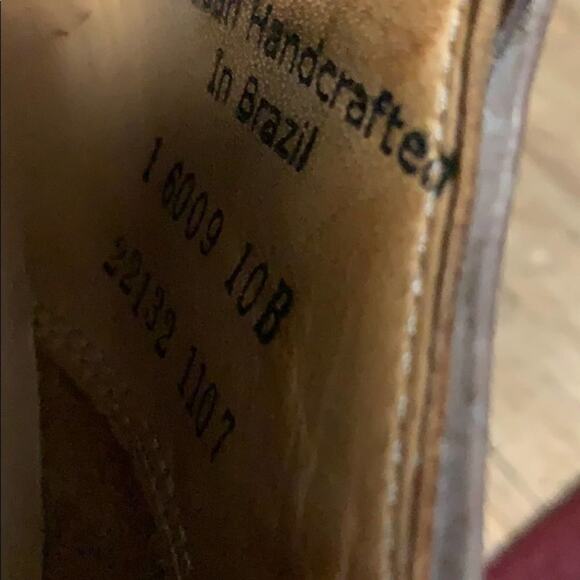 Handcrafted
In Brazil
1 6009 10B
22132 1107